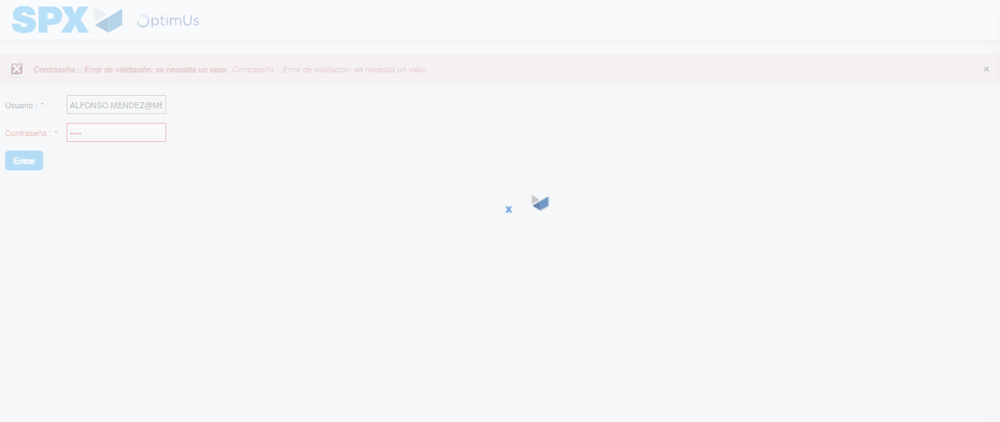 SPX OptimUs
Contraseña :: Error de validación: se necesita un valor. Contraseña :: Error de validación: se necesita un valor.
Usuario : * ALFONSO.MENDEZ@ME
Contraseña : * ••••
Entrar
x